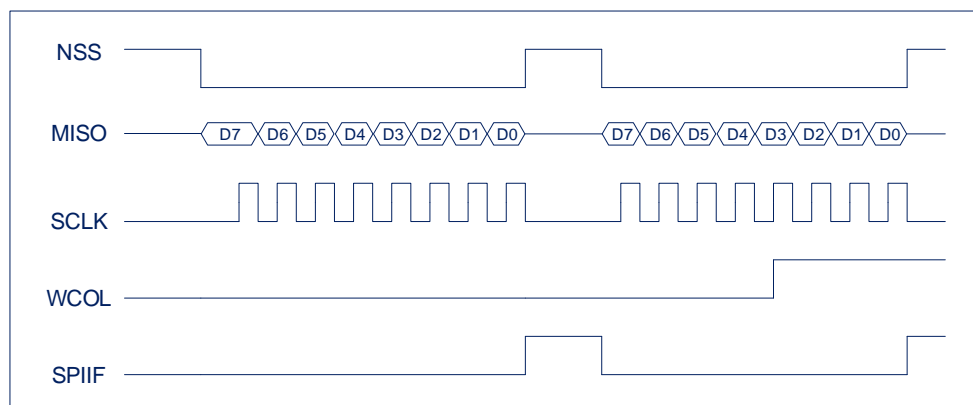 NSS
MISO D7 D6 D5 D4 D3 D2 D1 D0 D7 D6 D5 D4 D3 D2 D1 D0
SCLK
WCOL
SPIIF